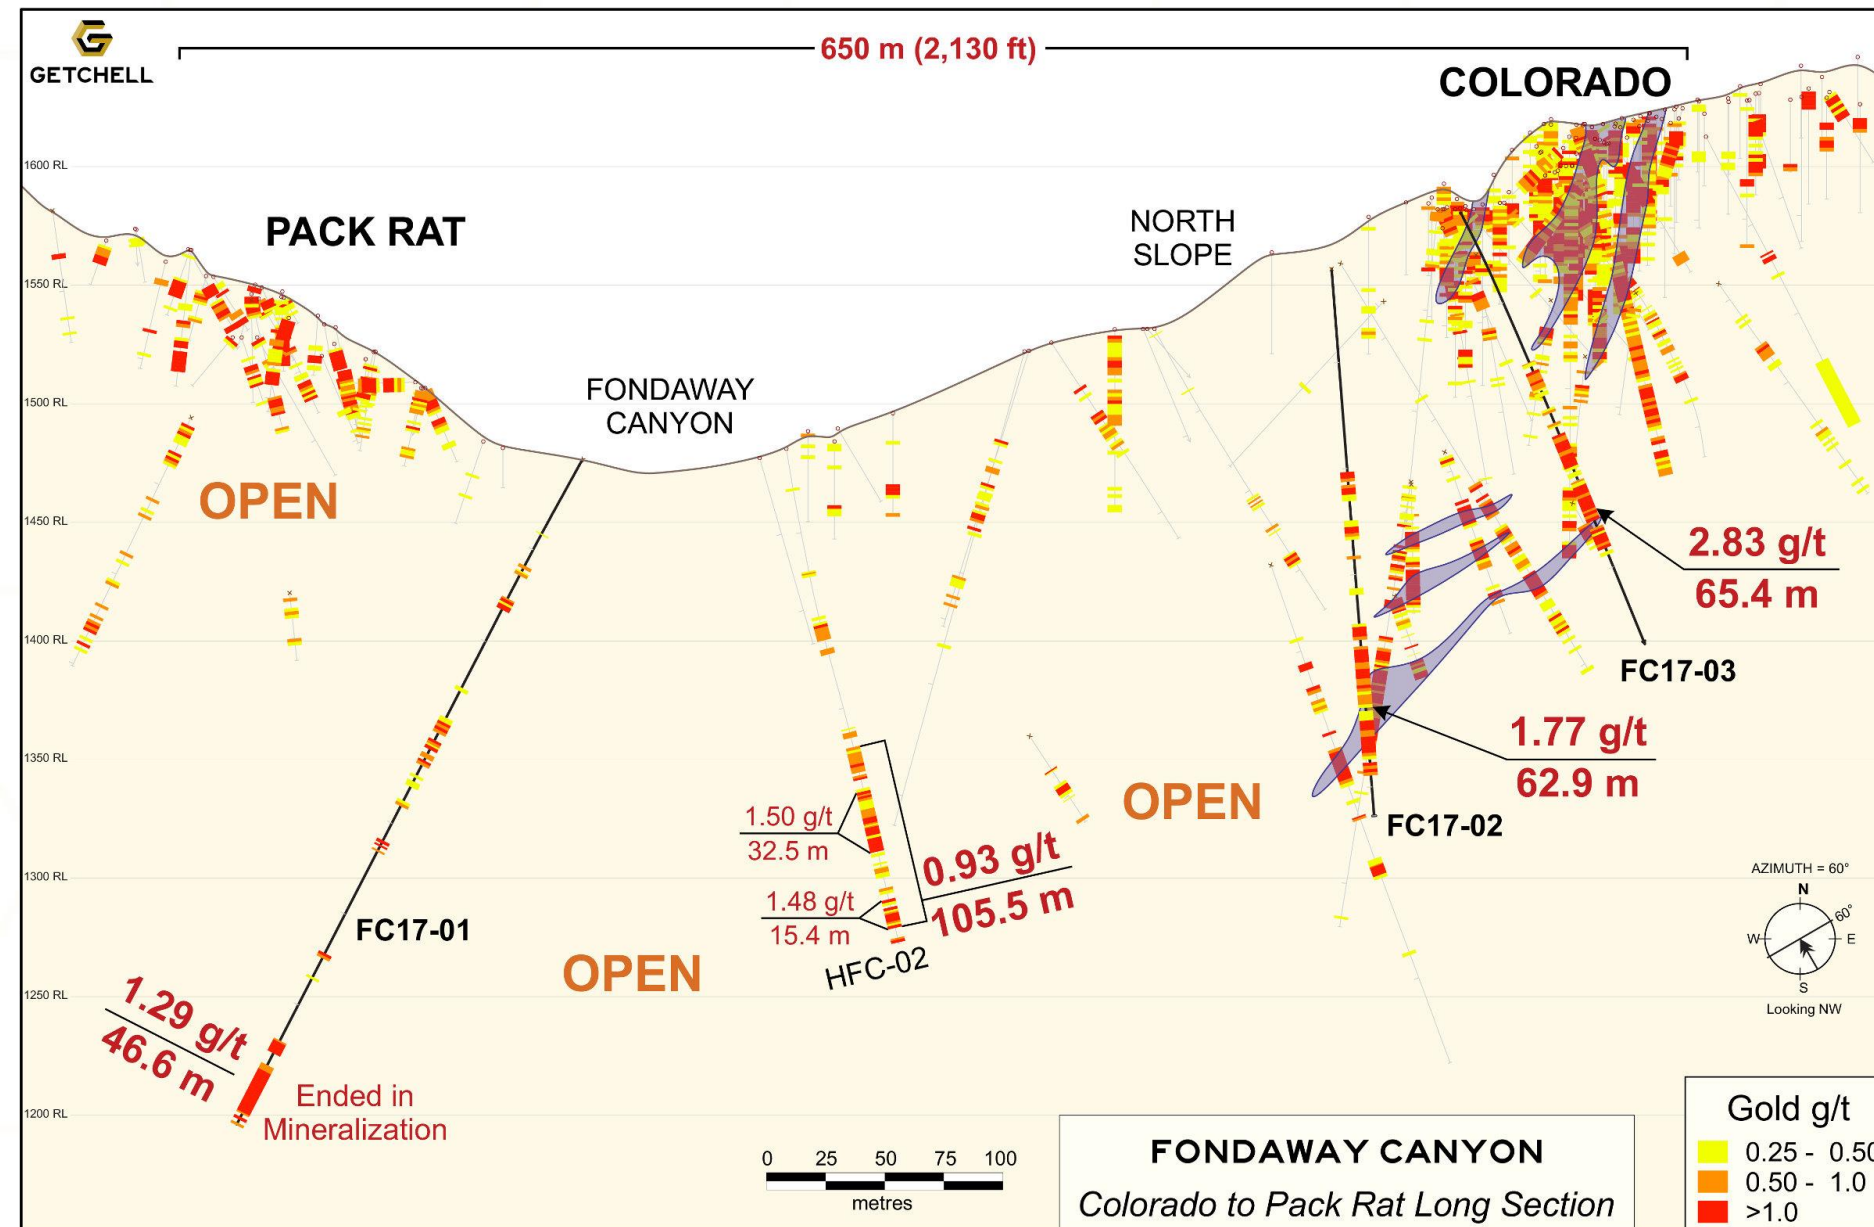 GETCHELL
650 m (2,130 ft)
COLORADO
PACK RAT
NORTH
SLOPE
FONDAWAY
CANYON
1600 RL
1550 RL
1500 RL
1450 RL
1400 RL
1350 RL
1300 RL
1250 RL
1200 RL
OPEN
2.83 g/t
65.4 m
FC17-03
1.77 g/t
62.9 m
FC17-02
OPEN
1.50 g/t
32.5 m
0.93 g/t
105.5 m
1.48 g/t
15.4 m
HFC-02
FC17-01
OPEN
1.29 g/t
46.6 m
Ended in
Mineralization
AZIMUTH = 60°
N
60°
W
E
S
Looking NW
0 25 50 75 100
metres
FONDAWAY CANYON
Colorado to Pack Rat Long Section
Gold g/t
0.25 - 0.50
0.50 - 1.0
>1.0